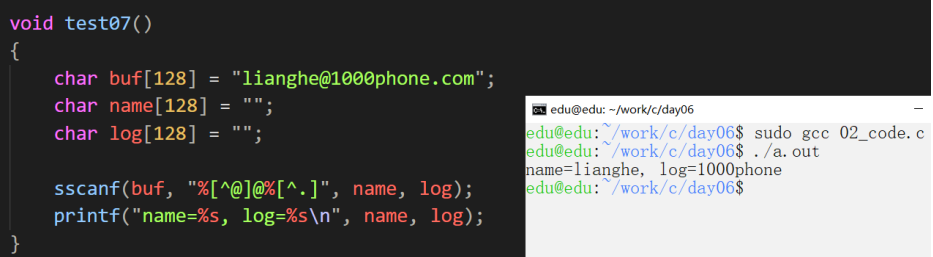 void test07()
{
    char buf[128] = "lianghe@1000phone.com";
    char name[128] = "";
    char log[128] = "";

    sscanf(buf, "%[^@]@%[^.]", name, log);
    printf("name=%s, log=%s\n", name, log);
}
edu@edu: ~/work/c/day06
edu@edu:~/work/c/day06$ sudo gcc 02_code.c
edu@edu:~/work/c/day06$ ./a.out
name=lianghe, log=1000phone
edu@edu:~/work/c/day06$